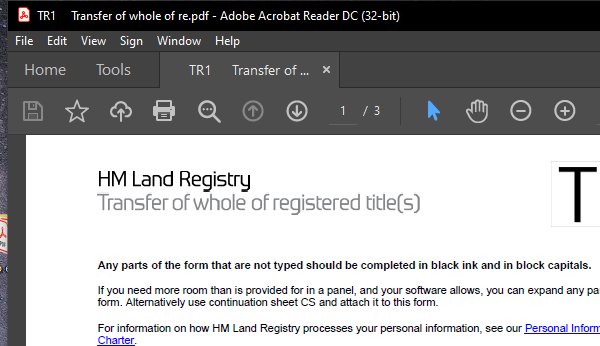 TR1 Transfer of whole of re.pdf - Adobe Acrobat Reader DC (32-bit)
File Edit View Sign Window Help
Home Tools TR1 Transfer of ... ×
1 / 3
HM Land Registry
Transfer of whole of registered title(s)
T
Any parts of the form that are not typed should be completed in black ink and in block capitals.
If you need more room than is provided for in a panel, and your software allows, you can expand any pa
form. Alternatively use continuation sheet CS and attach it to this form.
For information on how HM Land Registry processes your personal information, see our Personal Inform
Charter.